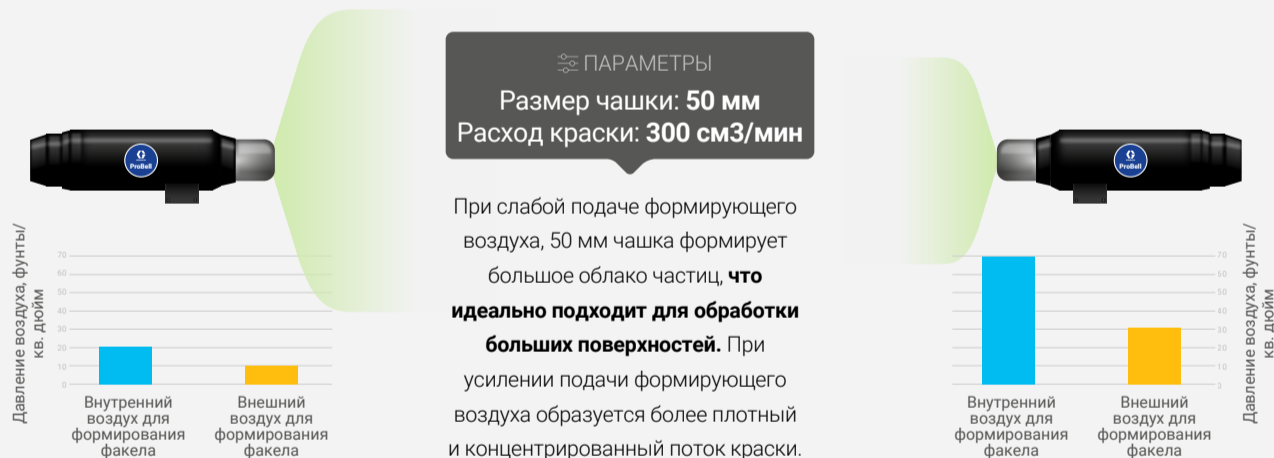 ПАРАМЕТРЫ
Размер чашки: 50 мм
Расход краски: 300 см3/мин
При слабой подаче формирующего
воздуха, 50 мм чашка формирует
большое облако частиц, что
идеально подходит для обработки
больших поверхностей. При
усилении подачи формирующего
воздуха образуется более плотный
и концентрированный поток краски.
ProBell
Давление воздуха, фунты/
кв. дюйм
70
60
50
40
30
20
10
0
Внутренний
воздух для
формирования
факела
Внешний
воздух для
формирования
факела
ProBell
70
60
50
40
30
20
10
0
Давление воздуха, фунты/
кв. дюйм
Внутренний
воздух для
формирования
факела
Внешний
воздух для
формирования
факела